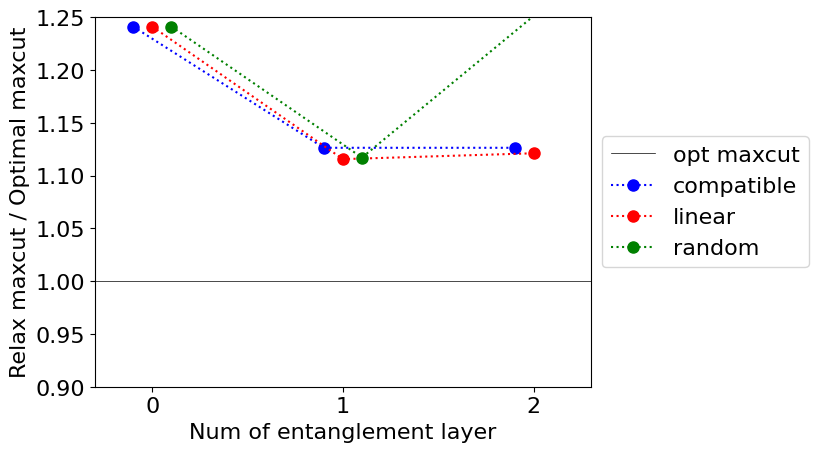 Relax maxcut / Optimal maxcut
1.25
1.20
1.15
1.10
1.05
1.00
0.95
0.90
0
1
2
Num of entanglement layer
opt maxcut
compatible
linear
random